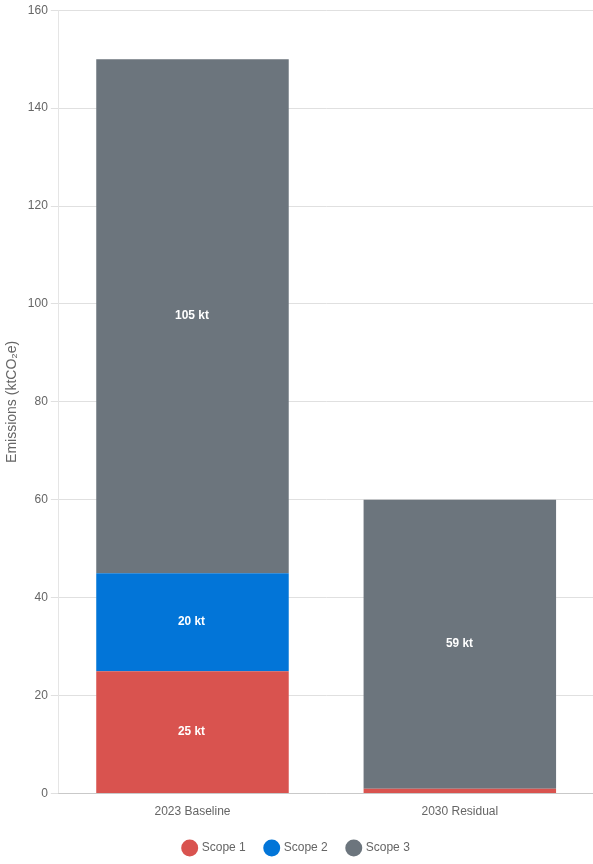 160
140
120
100
80
60
40
20
0
Emissions (ktCO₂e)
105 kt
20 kt
25 kt
59 kt
2023 Baseline
2030 Residual
Scope 1
Scope 2
Scope 3